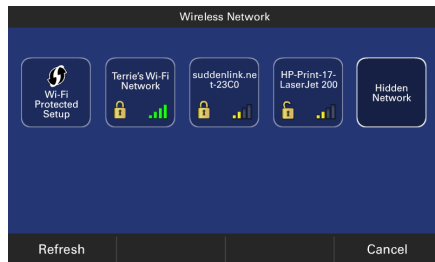 Wireless Network
Wi-Fi
Protected
Setup
Terrie's Wi-Fi
Network
suddenlink.ne
t-23C0
HP-Print-17-
LaserJet 200
Hidden
Network
Refresh
Cancel